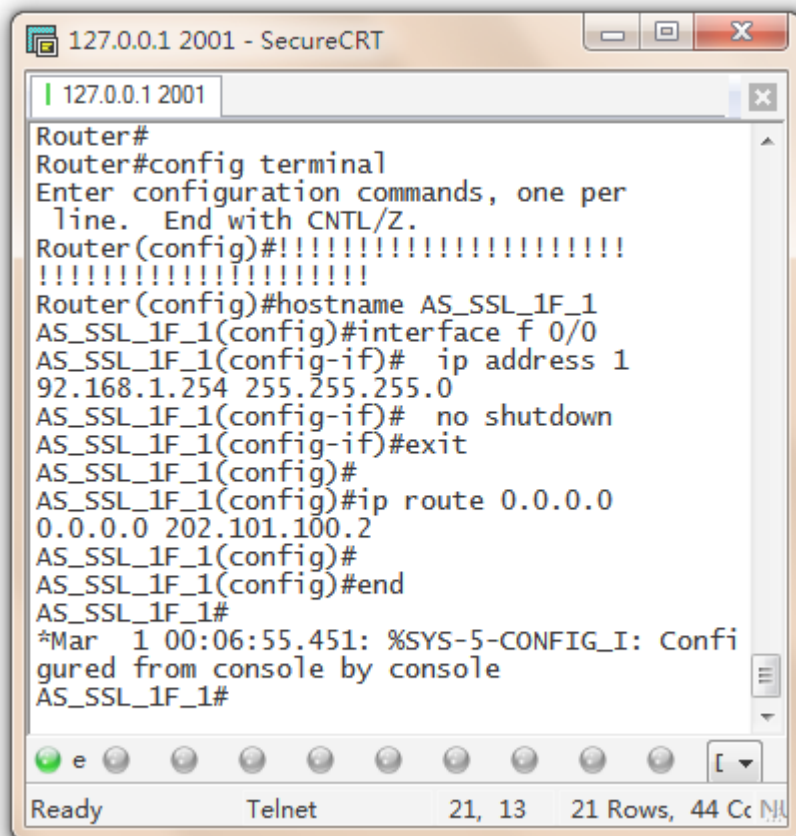 127.0.0.1 2001 - SecureCRT
127.0.0.1 2001
Router#
Router#config terminal
Enter configuration commands, one per
line.  End with CNTL/Z.
Router(config)#!!!!!!!!!!!!!!!!!!!!!!
!!!!!!!!!!!!!!!!!!!!!
Router(config)#hostname AS_SSL_1F_1
AS_SSL_1F_1(config)#interface f 0/0
AS_SSL_1F_1(config-if)#  ip address 1
92.168.1.254 255.255.255.0
AS_SSL_1F_1(config-if)#  no shutdown
AS_SSL_1F_1(config-if)#exit
AS_SSL_1F_1(config)#
AS_SSL_1F_1(config)#ip route 0.0.0.0
0.0.0.0 202.101.100.2
AS_SSL_1F_1(config)#
AS_SSL_1F_1(config)#end
AS_SSL_1F_1#
*Mar  1 00:06:55.451: %SYS-5-CONFIG_I: Confi
gured from console by console
AS_SSL_1F_1#
e
Ready Telnet 21, 13 21 Rows, 44